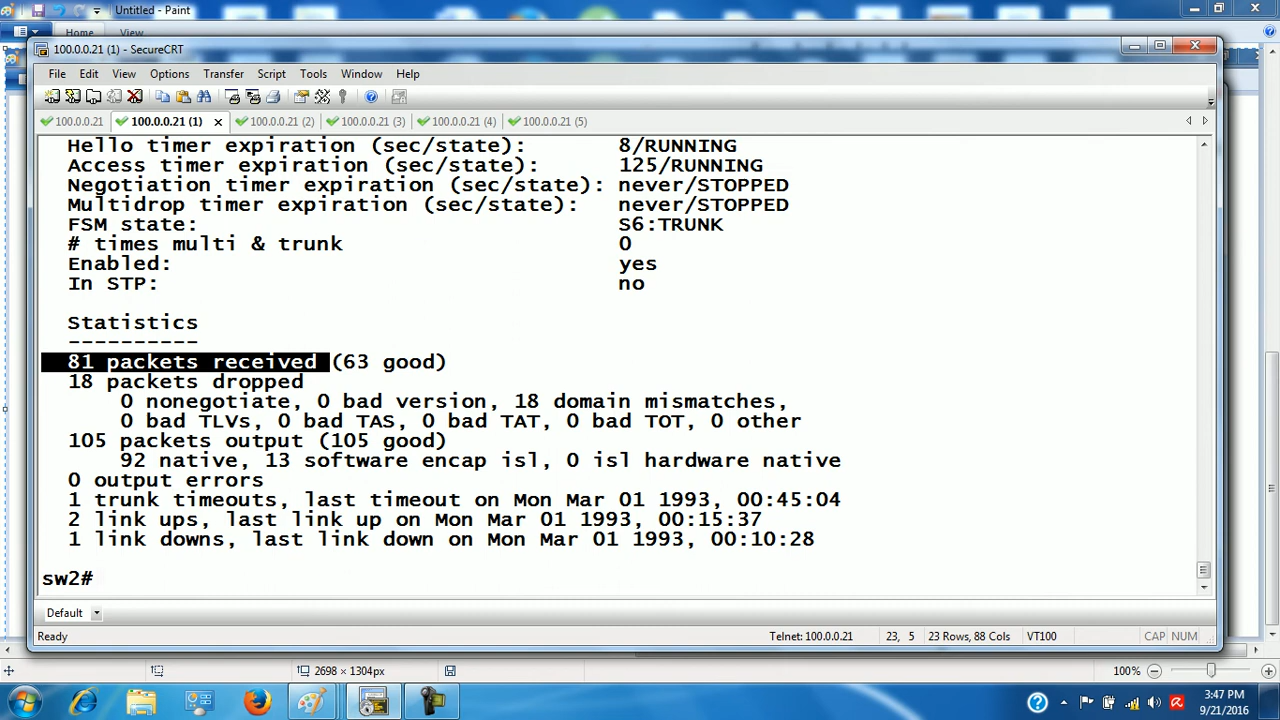 Untitled - Paint
Home View
100.0.0.21 (1) - SecureCRT
File Edit View Options Transfer Script Tools Window Help
100.0.0.21 100.0.0.21 (1) 100.0.0.21 (2) 100.0.0.21 (3) 100.0.0.21 (4) 100.0.0.21 (5)
Hello timer expiration (sec/state): 8/RUNNING
Access timer expiration (sec/state): 125/RUNNING
Negotiation timer expiration (sec/state): never/STOPPED
Multidrop timer expiration (sec/state): never/STOPPED
FSM state: S6:TRUNK
# times multi & trunk 0
Enabled: yes
In STP: no
Statistics
----------
81 packets received (63 good)
18 packets dropped
0 nonegotiate, 0 bad version, 18 domain mismatches,
0 bad TLVs, 0 bad TAS, 0 bad TAT, 0 bad TOT, 0 other
105 packets output (105 good)
92 native, 13 software encap isl, 0 isl hardware native
0 output errors
1 trunk timeouts, last timeout on Mon Mar 01 1993, 00:45:04
2 link ups, last link up on Mon Mar 01 1993, 00:15:37
1 link downs, last link down on Mon Mar 01 1993, 00:10:28
sw2#
Default
Ready Telnet: 100.0.0.21 23, 5 23 Rows, 88 Cols VT100 CAP NUM
2698 × 1304px 100%
3:47 PM
9/21/2016